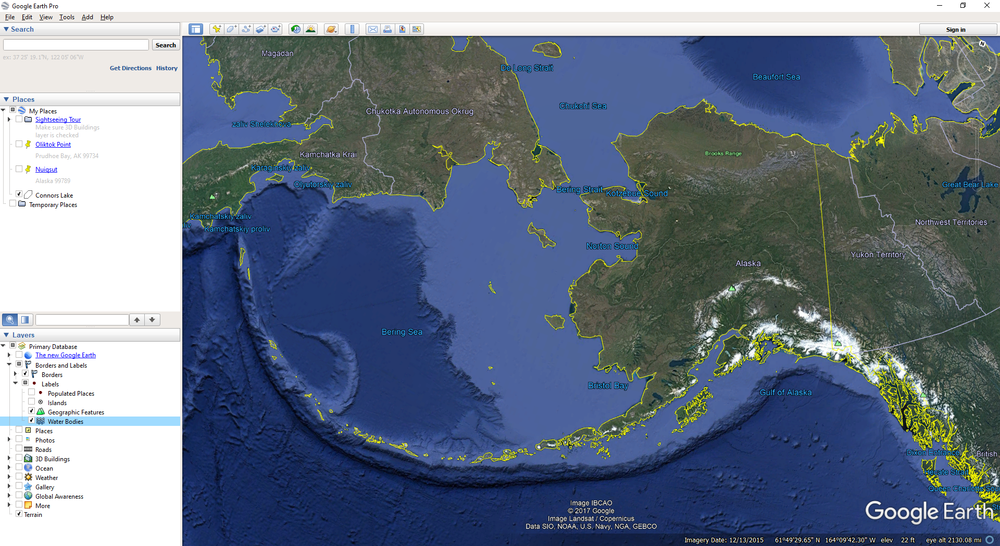 Google Earth Pro
File Edit View Tools Add Help
Search
Search
ex: 37 25' 19.1"N, 122 05' 06"W
Get Directions History
Places
My Places
Sightseeing Tour
Make sure 3D Buildings
layer is checked
Oliktok Point
Prudhoe Bay, AK 99734
Nuiqsut
Alaska 99789
Connors Lake
Temporary Places
Layers
Primary Database
The new Google Earth
Borders and Labels
Borders
Labels
Populated Places
Islands
Geographic Features
Water Bodies
Places
Photos
Roads
3D Buildings
Ocean
Weather
Gallery
Global Awareness
More
Terrain
Sign in
N
Magadan
De Long Strait
Beaufort Sea
Chukchi Sea
Chukotka Autonomous Okrug
zaliv Shelekhova
Kamchatka Krai
Brooks Range
Karaginskiy zaliv
Olyutorskiy zaliv
Bering Strait
Kotzebue Sound
Great Bear Lake
Kamchatskiy zaliv
liv
Kamchatskiy proliv
Northwest Territories
Norton Sound
Yukon Territory
Alaska
Bering Sea
Bristol Bay
Gulf of Alaska
Dixon Entrance
British
Hecate Strait
Queen Charlotte Sou
St
Image IBCAO
© 2017 Google
Image Landsat / Copernicus
Data SIO, NOAA, U.S. Navy, NGA, GEBCO
Google Earth
Imagery Date: 12/13/2015 61°49'29.65" N 164°09'42.30" W elev 22 ft eye alt 2130.08 mi